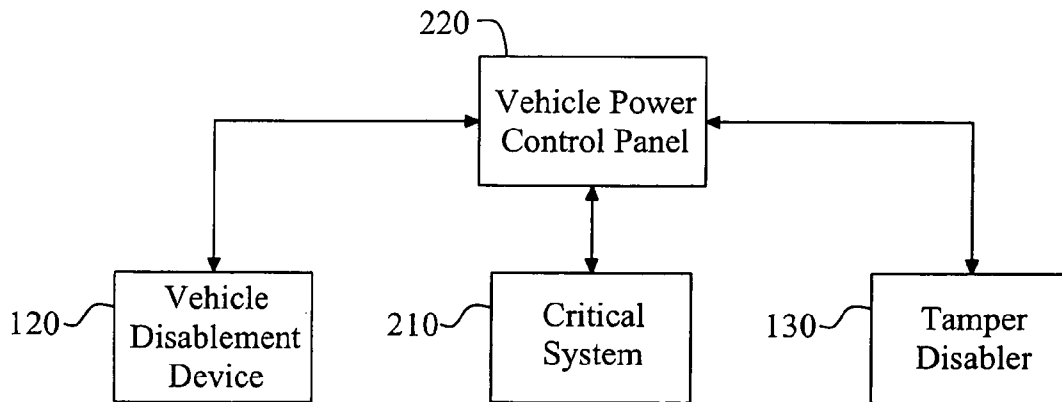 220
Vehicle Power
Control Panel
120
Vehicle
Disablement
Device
210
Critical
System
130
Tamper
Disabler